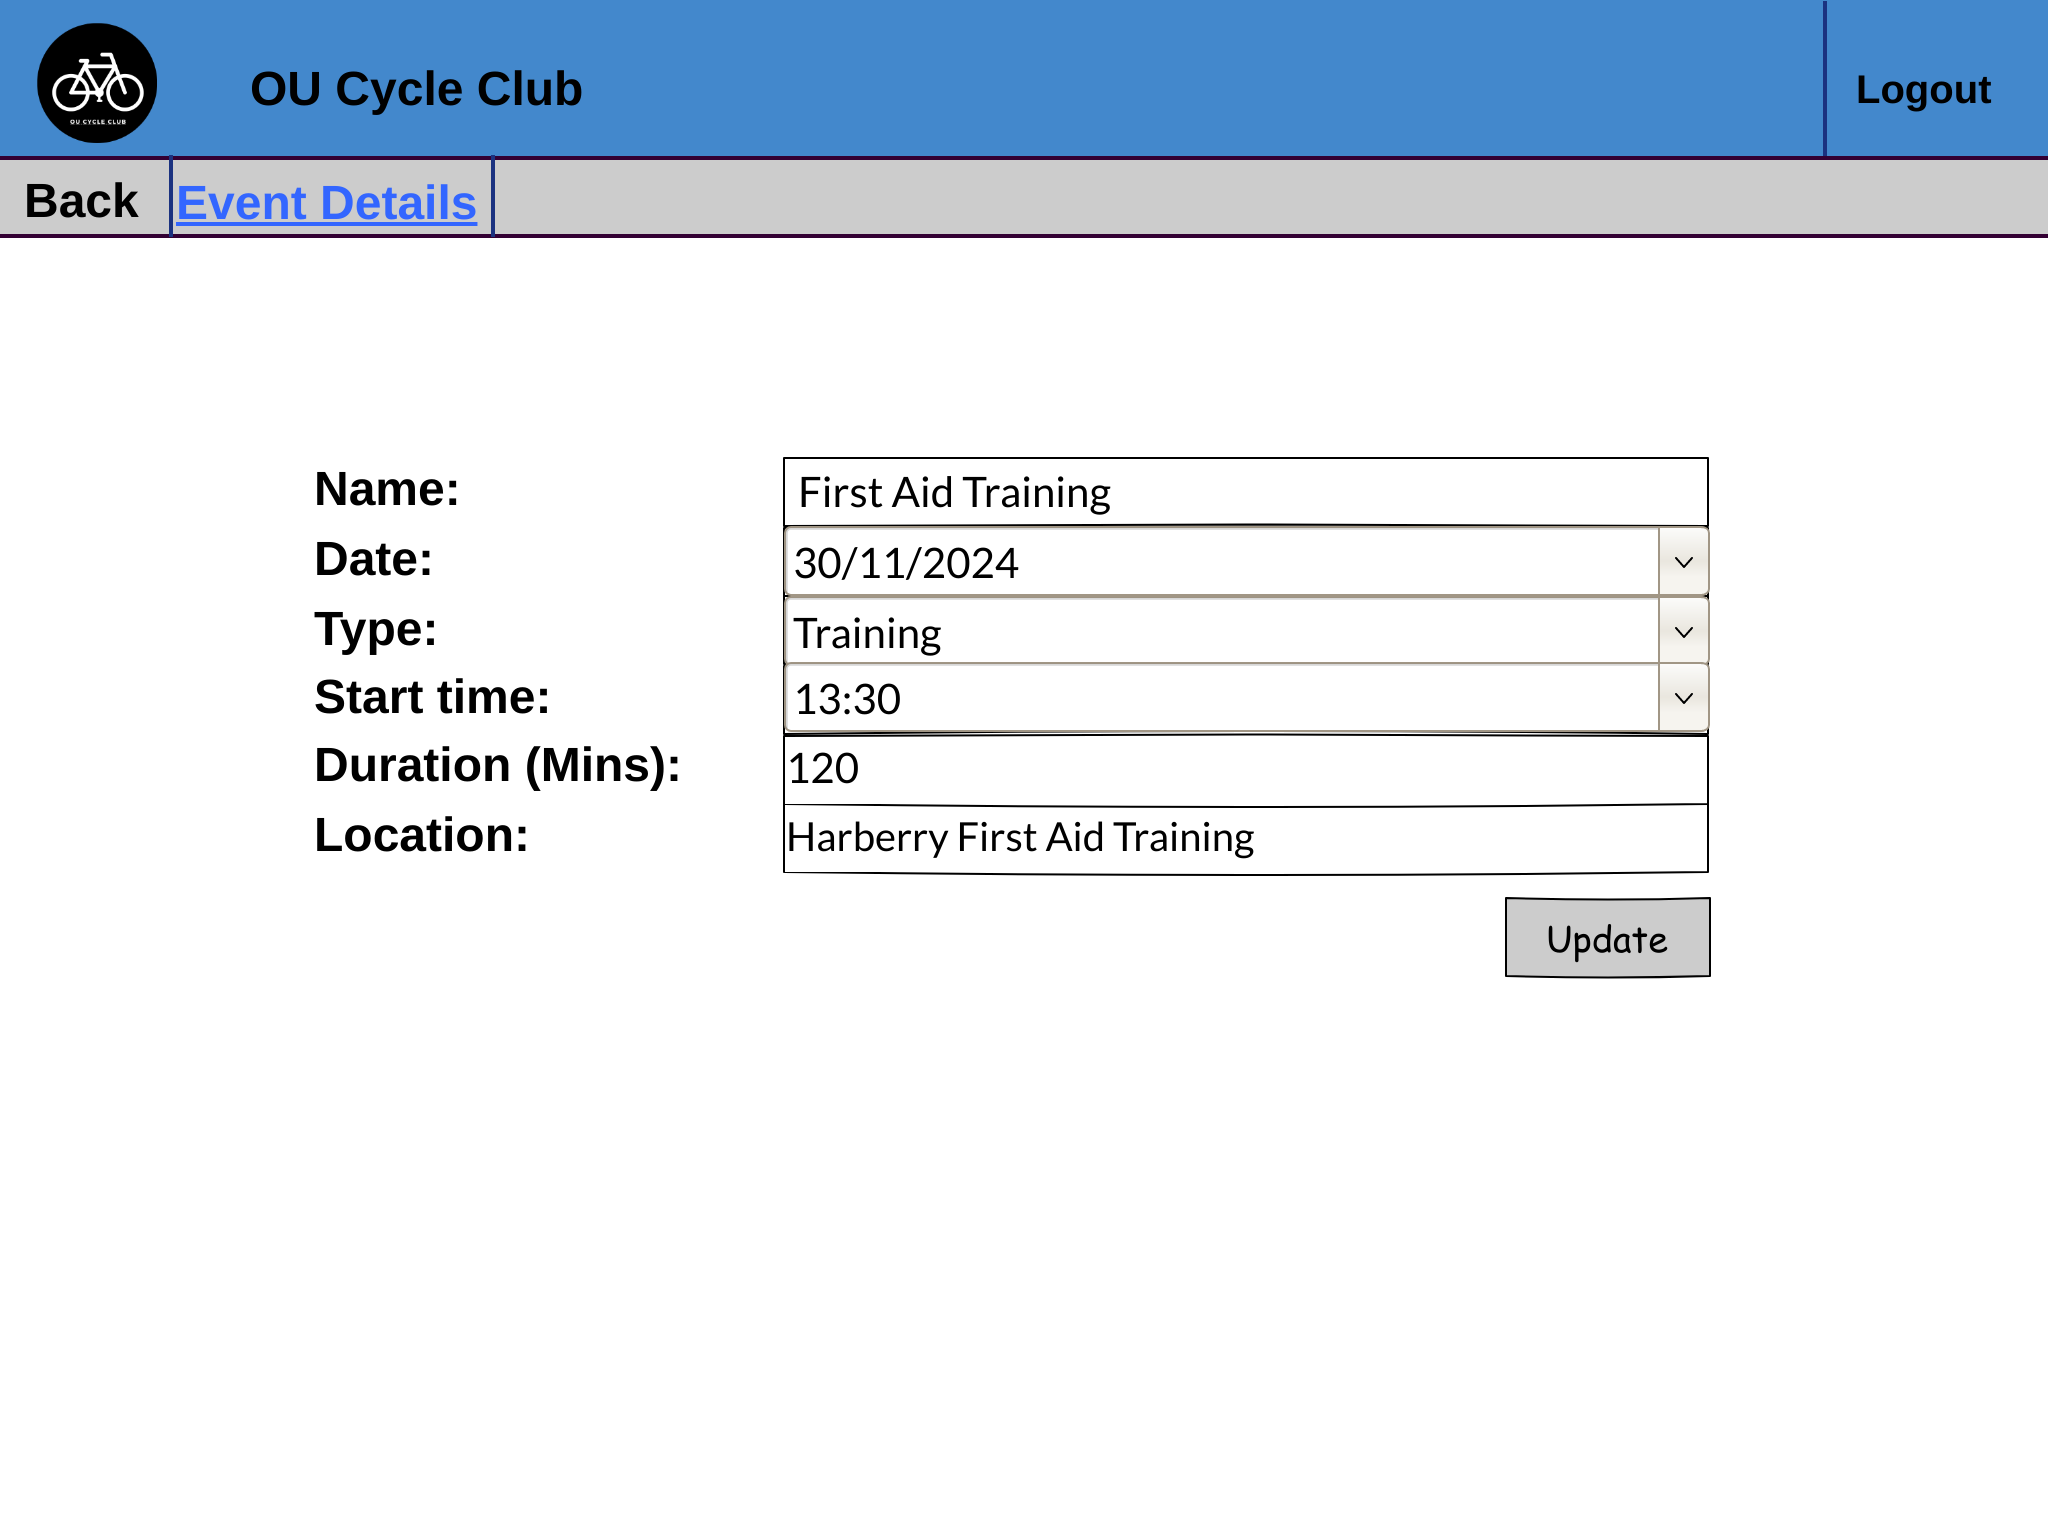 OU CYCLE CLUB
OU Cycle Club
Logout
Back
Event Details
Name:
First Aid Training
Date:
30/11/2024
Type:
Training
Start time:
13:30
Duration (Mins):
120
Location:
Harberry First Aid Training
Update